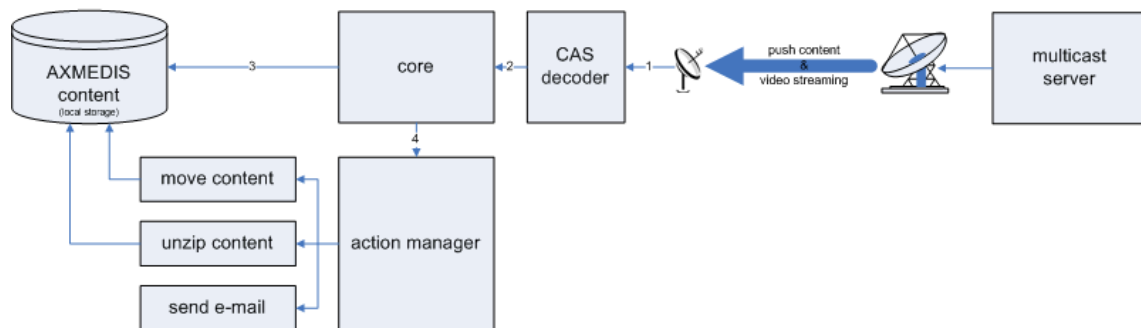 AXMEDIS
content
(local storage)
3
core
2
CAS
decoder
1
push content
&
video streaming
multicast
server
4
move content
unzip content
action manager
send e-mail